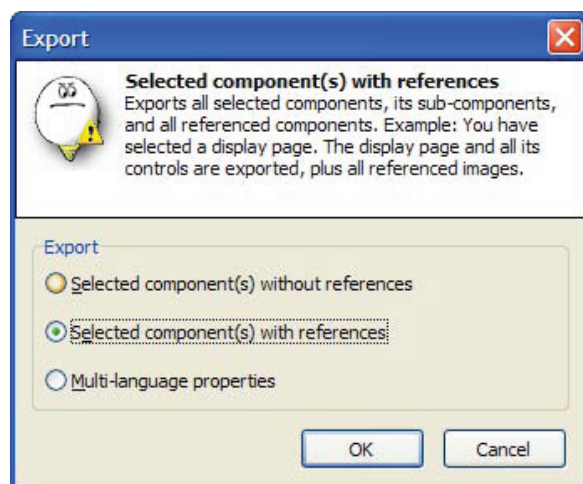 Export
Selected component(s) with references
Exports all selected components, its sub-components,
and all referenced components. Example: You have
selected a display page. The display page and all its
controls are exported, plus all referenced images.
Export
Selected component(s) without references
Selected component(s) with references
Multi-language properties
OK
Cancel